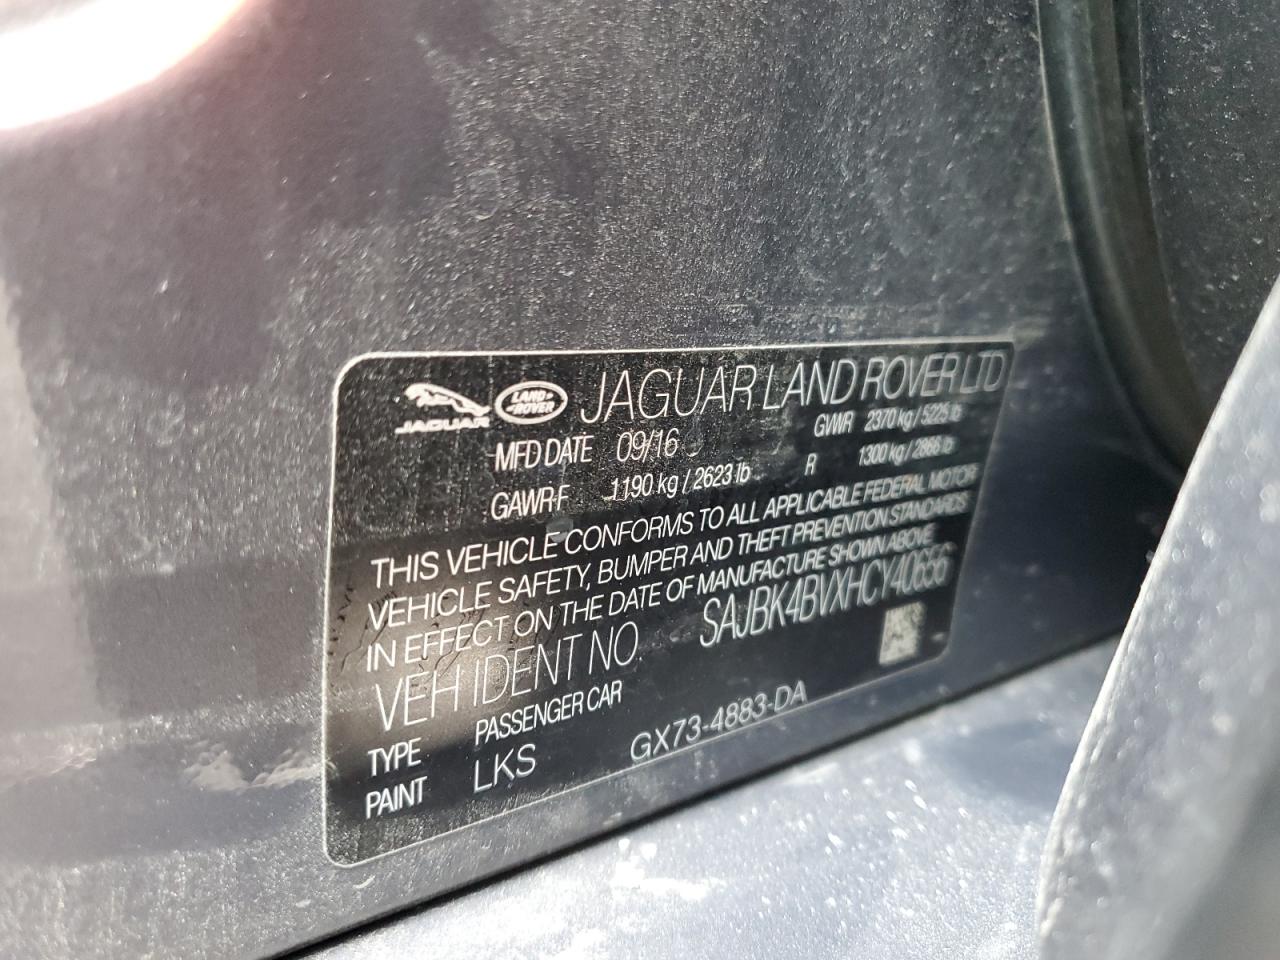 JAGUAR LAND ROVER JAGUAR LAND ROVER LTD
MFD DATE 09/16 GVWR 2370 kg / 5225 lb
GAWR-F 1190 kg / 2623 lb R 1300 kg / 2866 lb
THIS VEHICLE CONFORMS TO ALL APPLICABLE FEDERAL MOTOR
VEHICLE SAFETY, BUMPER AND THEFT PREVENTION STANDARDS
IN EFFECT ON THE DATE OF MANUFACTURE SHOWN ABOVE
VEH IDENT NO SAJBK4BVXHCY40656
TYPE PASSENGER CAR
PAINT LKS GX73-4883-DA